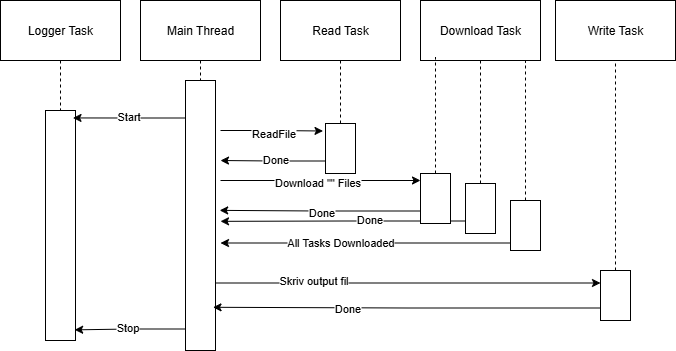 Logger Task
Main Thread
Read Task
Download Task
Write Task
Start
ReadFile
Done
Download "" Files
Done
Done
All Tasks Downloaded
Skriv output fil
Done
Stop